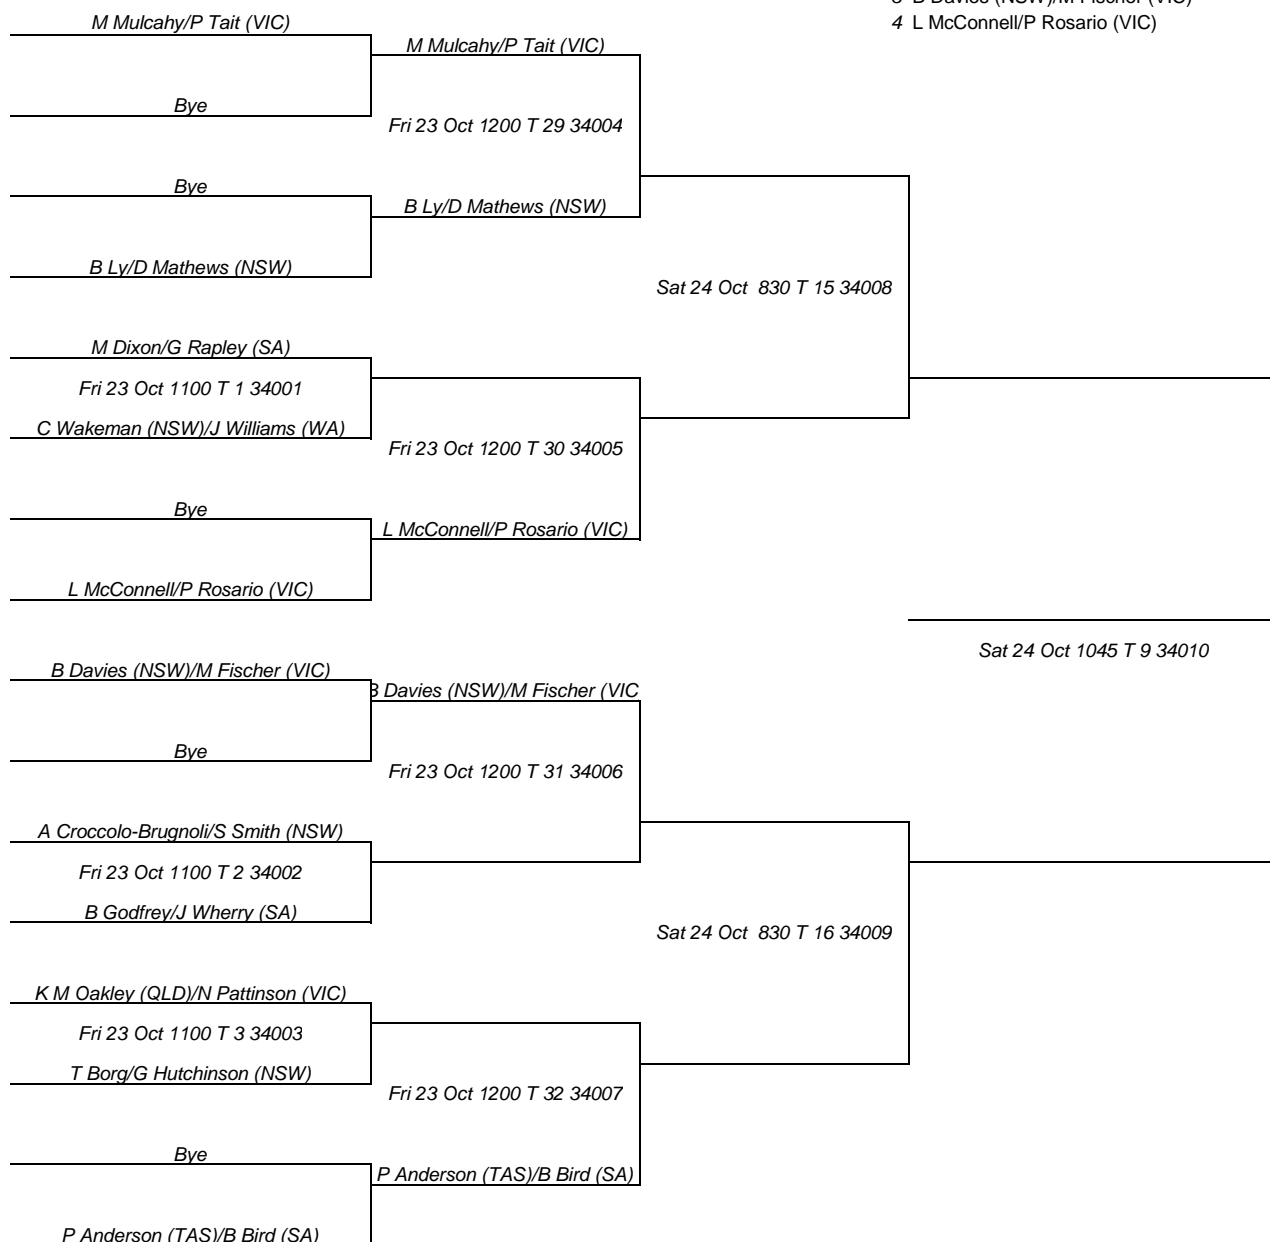 3 B Davies (NSW)/M Fischer (VIC)
M Mulcahy/P Tait (VIC)
4 L McConnell/P Rosario (VIC)
M Mulcahy/P Tait (VIC)
Bye
Fri 23 Oct 1200 T 29 34004
Bye
B Ly/D Mathews (NSW)
B Ly/D Mathews (NSW)
Sat 24 Oct 830 T 15 34008
M Dixon/G Rapley (SA)
Fri 23 Oct 1100 T 1 34001
C Wakeman (NSW)/J Williams (WA)
Fri 23 Oct 1200 T 30 34005
Bye
L McConnell/P Rosario (VIC)
L McConnell/P Rosario (VIC)
Sat 24 Oct 1045 T 9 34010
B Davies (NSW)/M Fischer (VIC)
B Davies (NSW)/M Fischer (VIC
Bye
Fri 23 Oct 1200 T 31 34006
A Croccolo-Brugnoli/S Smith (NSW)
Fri 23 Oct 1100 T 2 34002
B Godfrey/J Wherry (SA)
Sat 24 Oct 830 T 16 34009
K M Oakley (QLD)/N Pattinson (VIC)
Fri 23 Oct 1100 T 3 34003
T Borg/G Hutchinson (NSW)
Fri 23 Oct 1200 T 32 34007
Bye
P Anderson (TAS)/B Bird (SA)
P Anderson (TAS)/B Bird (SA)